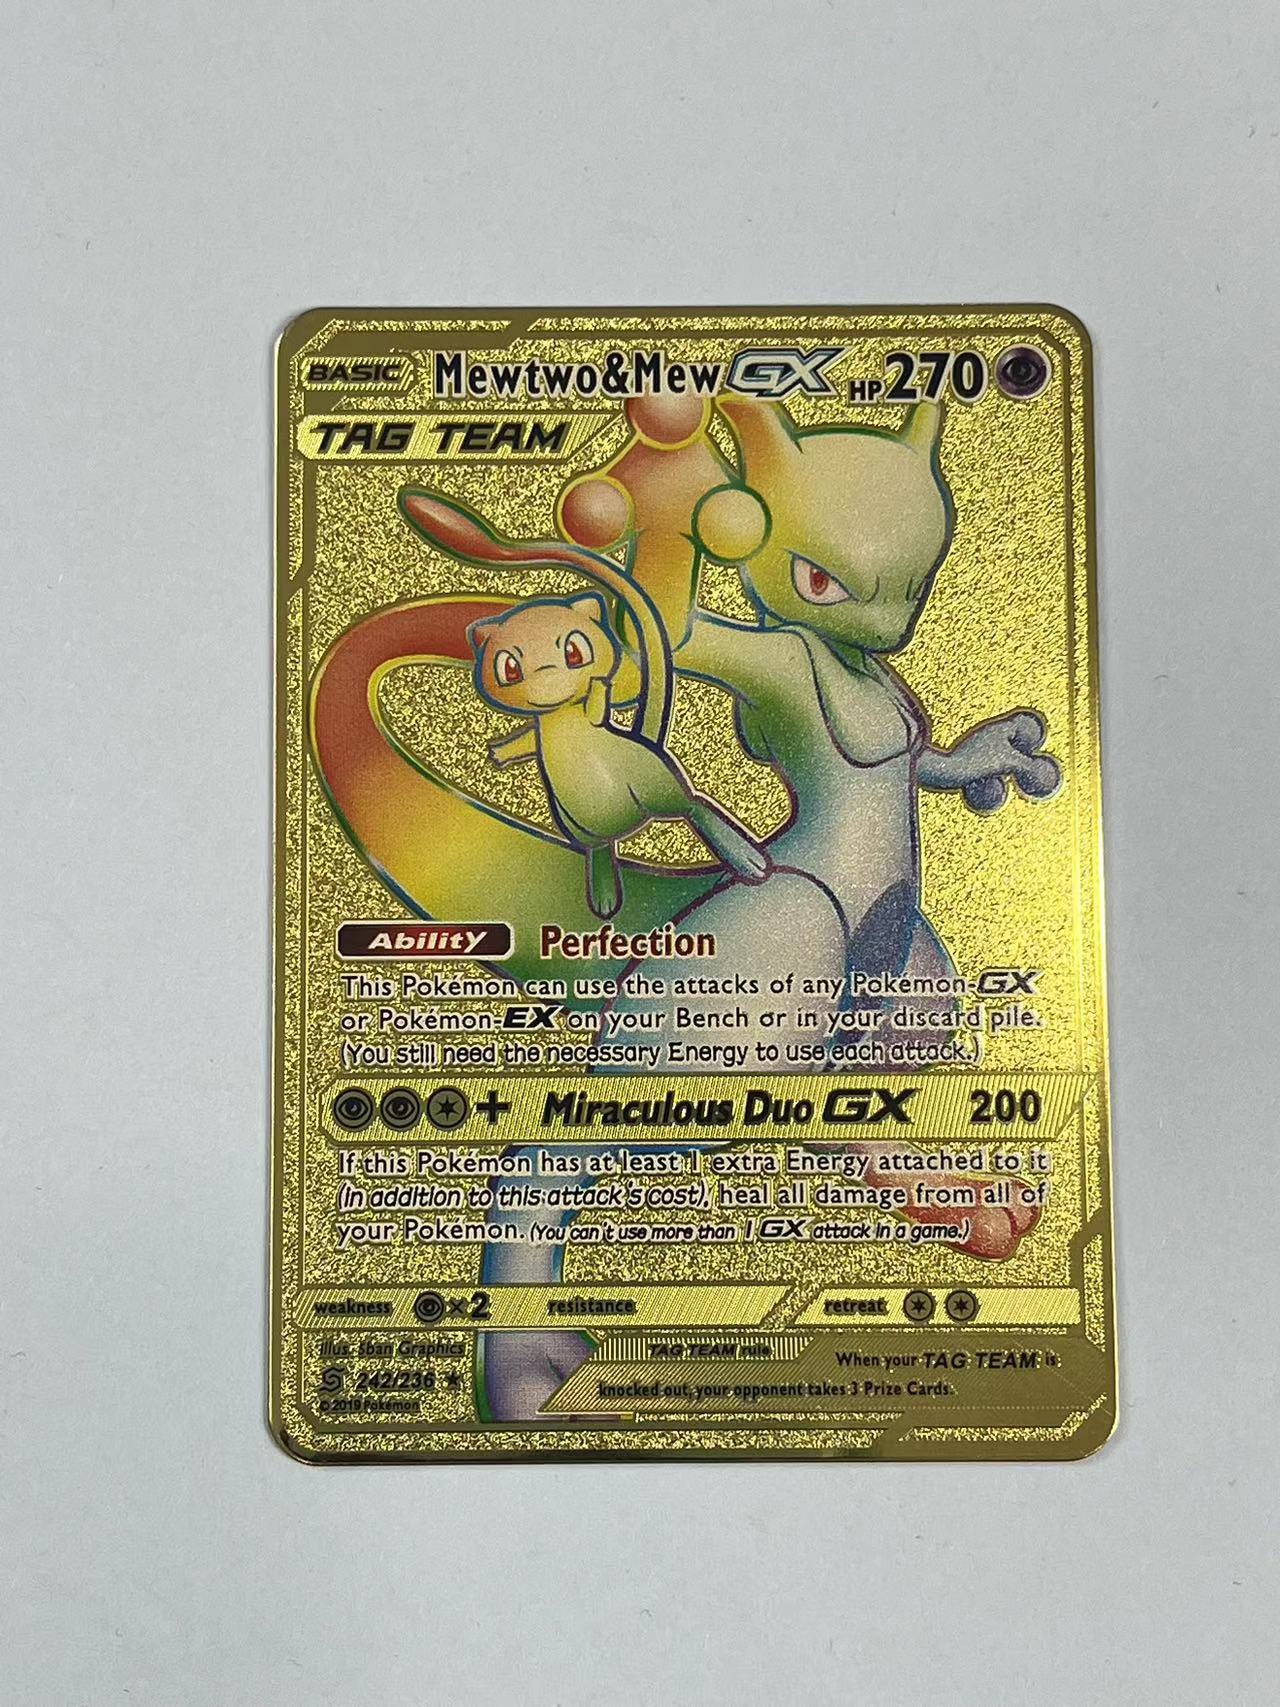 BASIC Mewtwo&Mew GX HP 270
TAG TEAM
Ability Perfection
This Pokémon can use the attacks of any Pokémon-GX
or Pokémon-EX on your Bench or in your discard pile.
(You still need the necessary Energy to use each attack.)
+ Miraculous Duo GX 200
If this Pokémon has at least 1 extra Energy attached to it
(in addition to this attack's cost), heal all damage from all of
your Pokémon. (You can't use more than 1 GX attack in a game.)
weakness ×2 resistance retreat
Illus. Sban Graphics
TAG TEAM rule When your TAG TEAM is
242/236 ★ knocked out, your opponent takes 3 Prize Cards.
©2019 Pokémon